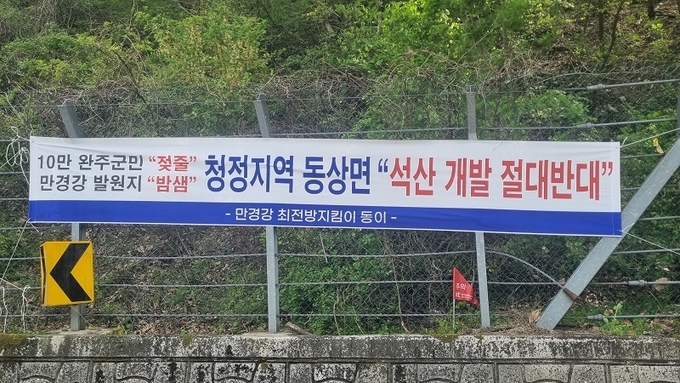 10만 완주군민 “젖줄”
만경강 발원지 “밤샘”
청정지역 동상면 “석산 개발 절대반대”
- 만경강 최전방지킴이 동이 -